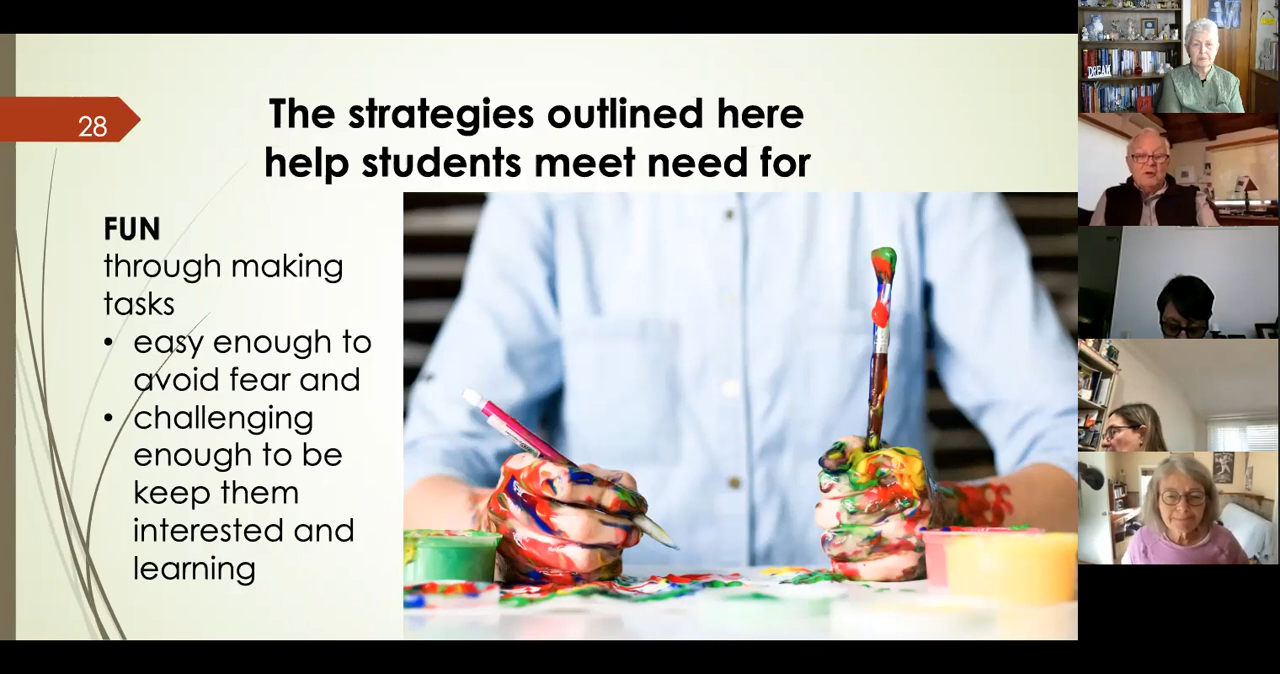 28
The strategies outlined here
help students meet need for
FUN
through making
tasks
• easy enough to
avoid fear and
• challenging
enough to be
keep them
interested and
learning
DREAM